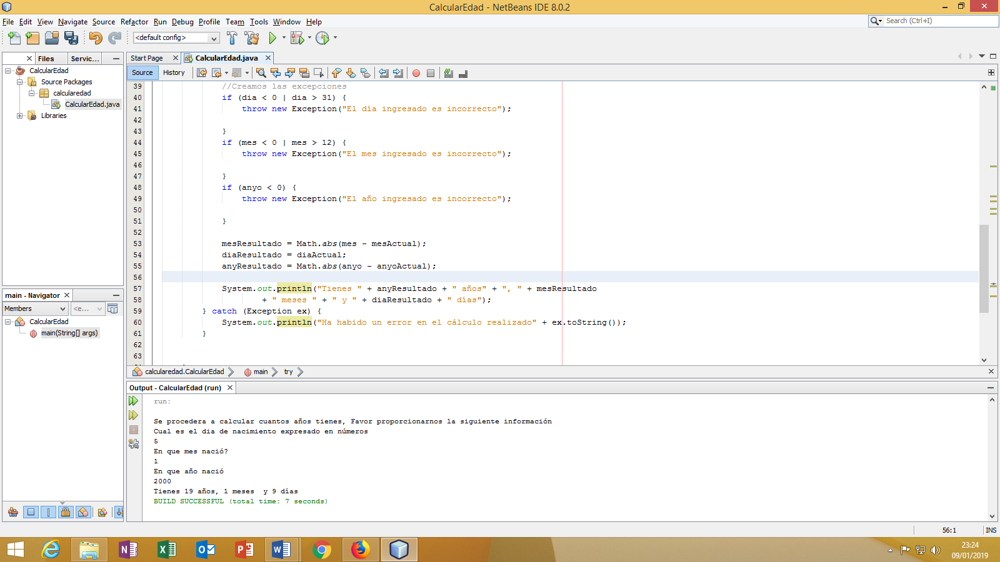 CalcularEdad - NetBeans IDE 8.0.2
File Edit View Navigate Source Refactor Run Debug Profile Team Tools Window Help
Search (Ctrl+I)
<default config>
Files Servic...
CalcularEdad
Source Packages
calcularedad
CalcularEdad.java
Libraries
Start Page CalcularEdad.java
Source History
39 //Creamos las excepciones
40 if (dia < 0 | dia > 31) {
41 throw new Exception("El día ingresado es incorrecto");
42
43 }
44 if (mes < 0 | mes > 12) {
45 throw new Exception("El mes ingresado es incorrecto");
46
47 }
48 if (anyo < 0) {
49 throw new Exception("El año ingresado es incorrecto");
50
51 }
52
53 mesResultado = Math.abs(mes - mesActual);
54 diaResultado = diaActual;
55 anyResultado = Math.abs(anyo - anyoActual);
56
57 System.out.println("Tienes " + anyResultado + " años" + ", " + mesResultado
58 + " meses " + " y " + diaResultado + " días");
59 } catch (Exception ex) {
60 System.out.println("Ha habido un error en el cálculo realizado" + ex.toString());
61 }
62
63
calcularedad.CalcularEdad main try
main - Navigator
Members <e...
CalcularEdad
main(String[] args)
Output - CalcularEdad (run)
run:
Se procedera a calcular cuantos años tienes, Favor proporcionarnos la siguiente información
Cual es el dia de nacimiento expresado en números
5
En que mes nació?
1
En que año nació
2000
Tienes 19 años, 1 meses  y 9 días
BUILD SUCCESSFUL (total time: 7 seconds)
56:1 INS
23:24
09/01/2019